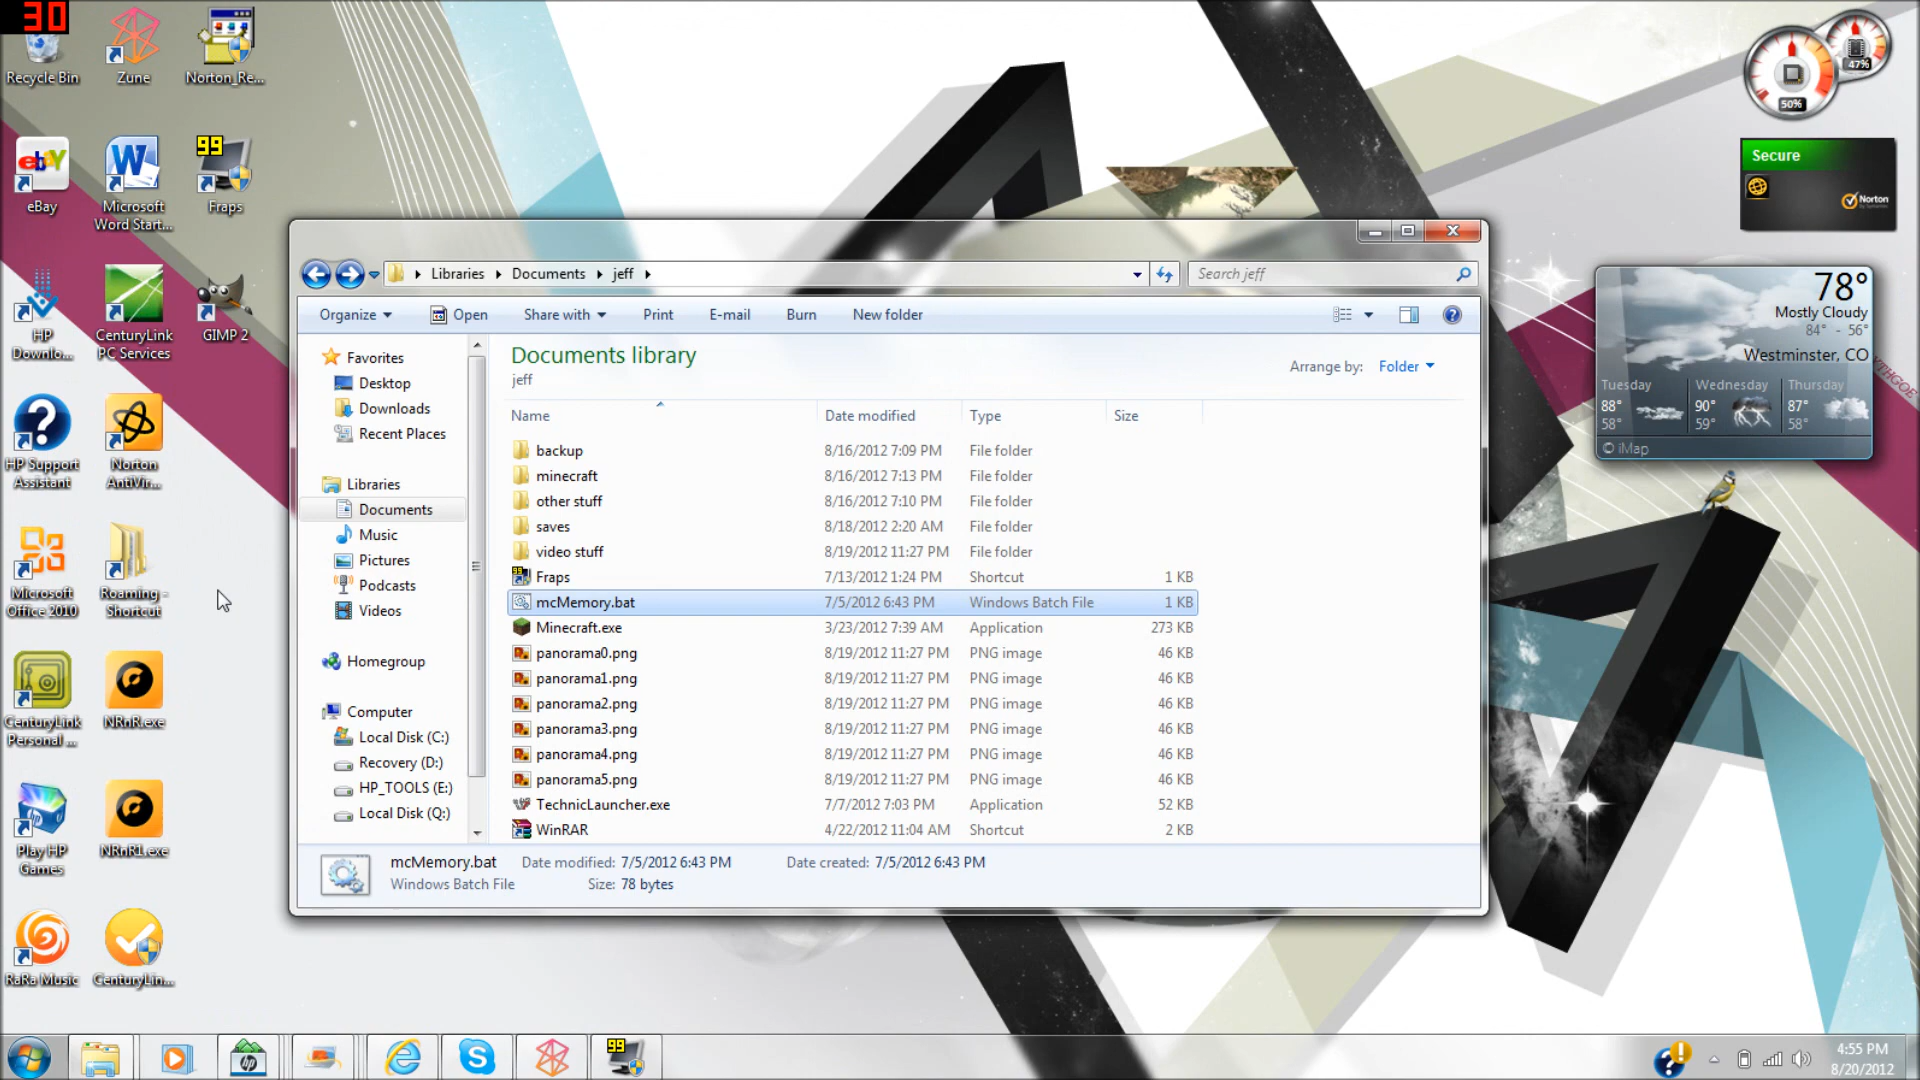 30
Recycle Bin
Zune
Norton_Re...
ebaY
eBay
W
Microsoft
Word Start...
99
Fraps
HP
Downlo...
CenturyLink
PC Services
GIMP 2
?
HP Support
Assistant
Norton
AntiVir...
Microsoft
Office 2010
Roaming -
Shortcut
CenturyLink
Personal ...
NRnR.exe
Play HP
Games
NRnR1.exe
RaRa Music
CenturyLin...
Libraries
Documents
jeff
Search jeff
Organize
Open
Share with
Print
E-mail
Burn
New folder
Favorites
Desktop
Downloads
Recent Places
Libraries
Documents
Music
Pictures
Podcasts
Videos
Homegroup
Computer
Local Disk (C:)
Recovery (D:)
HP_TOOLS (E:)
Local Disk (Q:)
Documents library
jeff
Arrange by: Folder
Name Date modified Type Size
backup 8/16/2012 7:09 PM File folder
minecraft 8/16/2012 7:13 PM File folder
other stuff 8/16/2012 7:10 PM File folder
saves 8/18/2012 2:20 AM File folder
video stuff 8/19/2012 11:27 PM File folder
Fraps 7/13/2012 1:24 PM Shortcut 1 KB
mcMemory.bat 7/5/2012 6:43 PM Windows Batch File 1 KB
Minecraft.exe 3/23/2012 7:39 AM Application 273 KB
panorama0.png 8/19/2012 11:27 PM PNG image 46 KB
panorama1.png 8/19/2012 11:27 PM PNG image 46 KB
panorama2.png 8/19/2012 11:27 PM PNG image 46 KB
panorama3.png 8/19/2012 11:27 PM PNG image 46 KB
panorama4.png 8/19/2012 11:27 PM PNG image 46 KB
panorama5.png 8/19/2012 11:27 PM PNG image 46 KB
TechnicLauncher.exe 7/7/2012 7:03 PM Application 52 KB
WinRAR 4/22/2012 11:04 AM Shortcut 2 KB
mcMemory.bat Date modified: 7/5/2012 6:43 PM Date created: 7/5/2012 6:43 PM
Windows Batch File Size: 78 bytes
47%
50%
Secure
Norton
78°
Mostly Cloudy
84° - 56°
Westminster, CO
Tuesday Wednesday Thursday
88° 90° 87°
58° 59° 58°
© iMap
hp
99
4:55 PM
8/20/2012